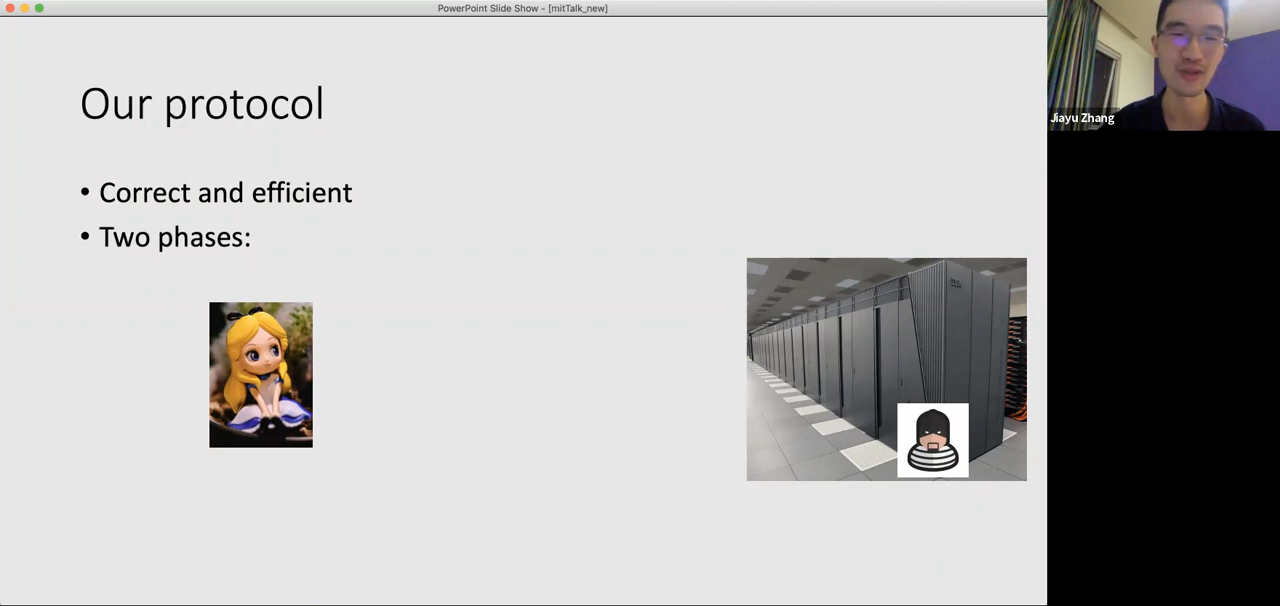 PowerPoint Slide Show - [mitTalk_new]
Our protocol
• Correct and efficient
• Two phases:
Jiayu Zhang